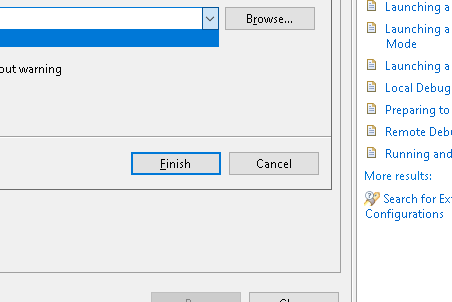 Browse...
out warning
Finish
Cancel
Launching a
Launching a
Mode
Launching a
Local Debug
Preparing to
Remote Deb
Running and
More results:
Search for Ex
Configurations